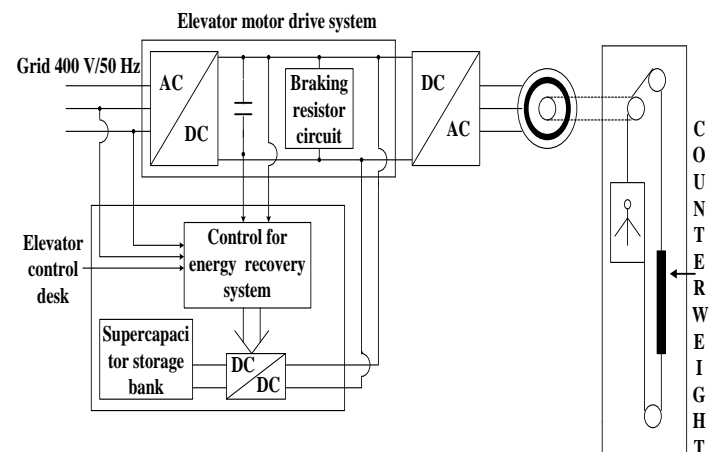 Elevator motor drive system
Grid 400 V/50 Hz
AC
DC
Braking
resistor
circuit
DC
AC
Elevator
control
desk
Control for
energy recovery
system
Supercapaci
tor storage
bank
DC
DC
C
O
U
N
T
E
R
W
E
I
G
H
T